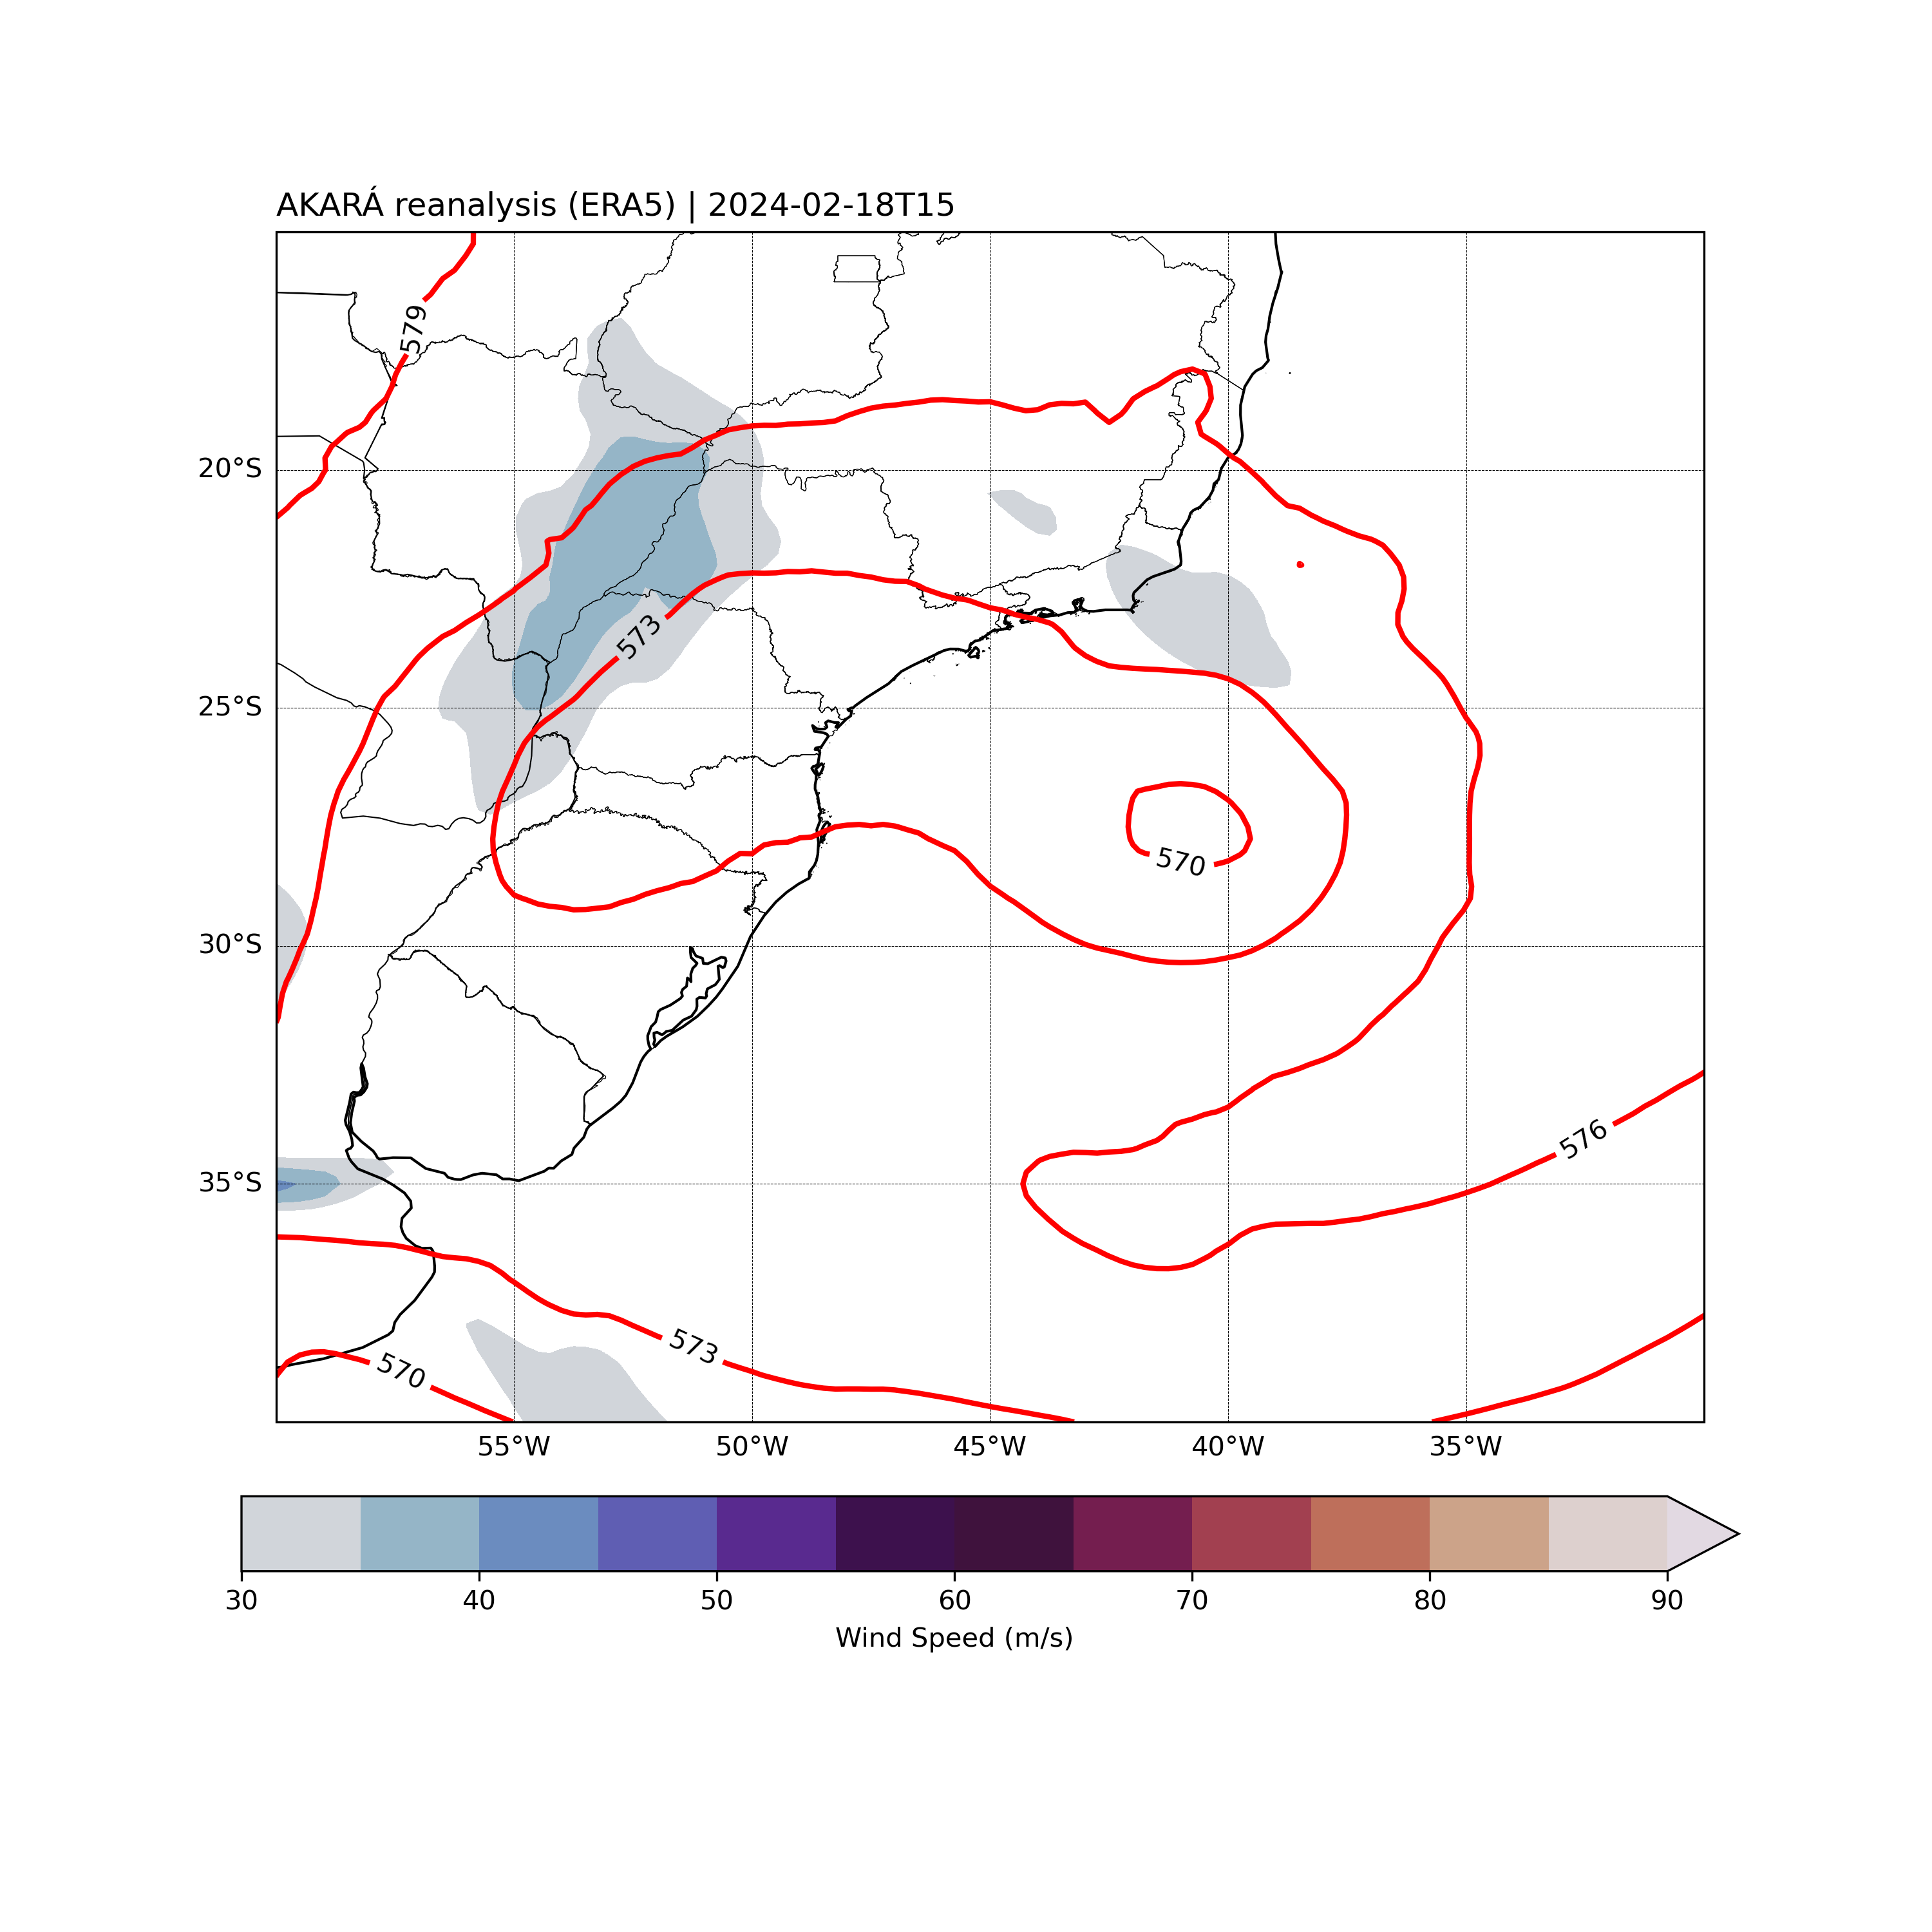 AKARÁ reanalysis (ERA5) | 2024-02-18T15
579
20°S
573
25°S
570
30°S
576
35°S
573
570
55°W 50°W 45°W 40°W 35°W
30 40 50 60 70 80 90
Wind Speed (m/s)